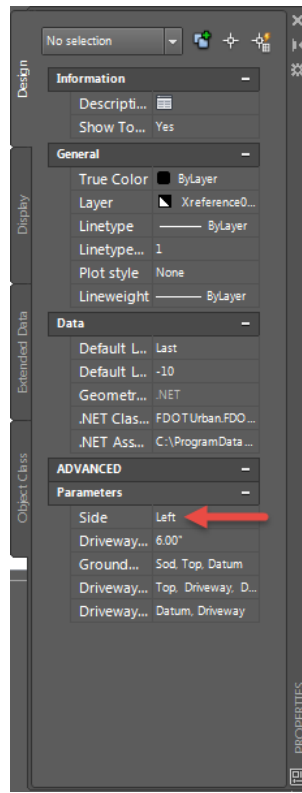 No selection
Design
Display
Extended Data
Object Class
Information
Descripti...
Show To... Yes
General
True Color ByLayer
Layer Xreference0...
Linetype ByLayer
Linetype... 1
Plot style None
Lineweight ByLayer
Data
Default L... Last
Default L... -10
Geometr... .NET
.NET Clas... FDOTUrban.FDO...
.NET Ass... C:\ProgramData...
ADVANCED
Parameters
Side Left
Driveway... 6.00"
Ground... Sod, Top, Datum
Driveway... Top, Driveway, D...
Driveway... Datum, Driveway
PROPERTIES